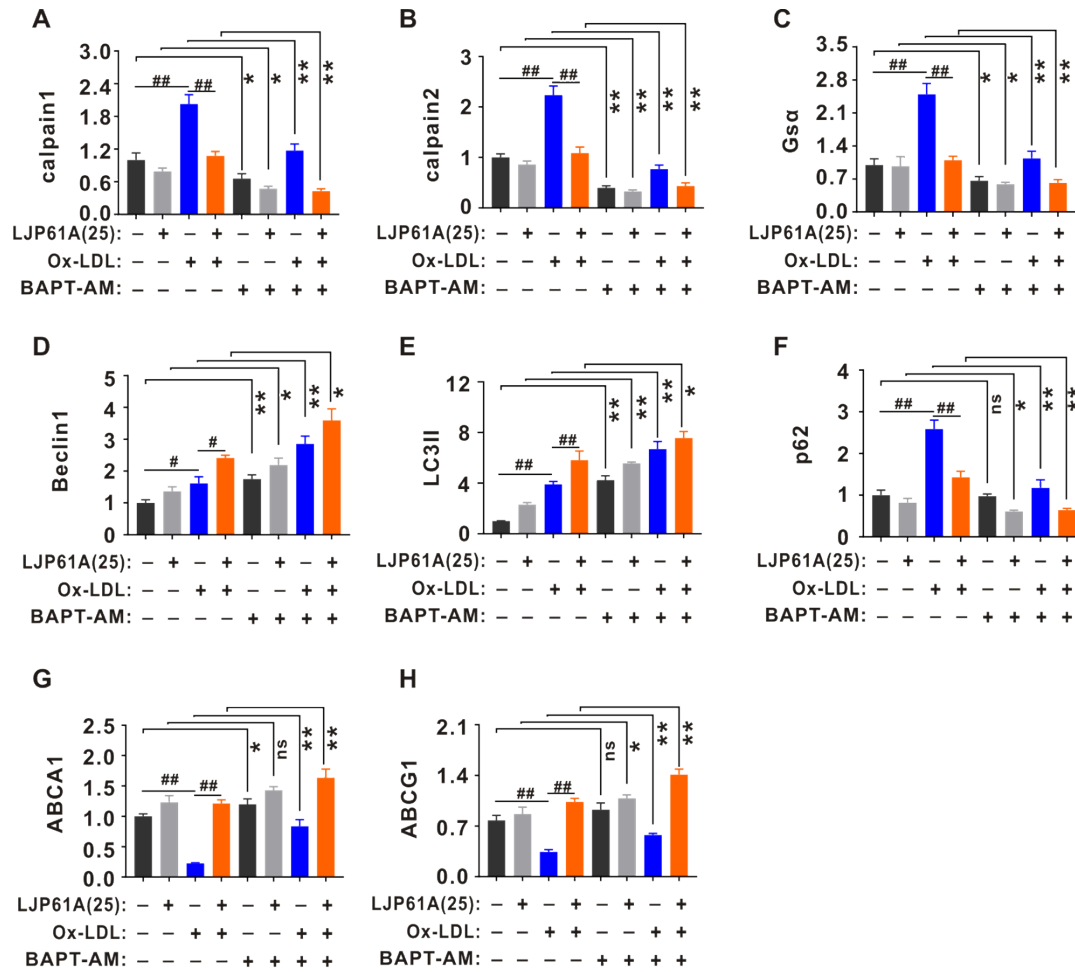 A
calpain1
3.0
2.4
1.8
1.2
0.6
0.0
## ## * * ** **
LJP61A(25): – + – + – + – +
Ox-LDL: – – + + – – + +
BAPT-AM: – – – – + + + +
B
calpain2
3
2
1
0
## ## ** ** ** **
LJP61A(25): – + – + – + – +
Ox-LDL: – – + + – – + +
BAPT-AM: – – – – + + + +
C
Gsα
3.5
2.8
2.1
1.4
0.7
0.0
## ## * * ** **
LJP61A(25): – + – + – + – +
Ox-LDL: – – + + – – + +
BAPT-AM: – – – – + + + +
D
Beclin1
5
4
3
2
1
0
# # ** * ** *
LJP61A(25): – + – + – + – +
Ox-LDL: – – + + – – + +
BAPT-AM: – – – – + + + +
E
LC3II
12
8
4
0
## ## ** ** ** *
LJP61A(25): – + – + – + – +
Ox-LDL: – – + + – – + +
BAPT-AM: – – – – + + + +
F
p62
4
3
2
1
0
## ## ns * ** **
LJP61A(25): – + – + – + – +
Ox-LDL: – – + + – – + +
BAPT-AM: – – – – + + + +
G
ABCA1
2.5
2.0
1.5
1.0
0.5
0.0
## ## * ns ** **
LJP61A(25): – + – + – + – +
Ox-LDL: – – + + – – + +
BAPT-AM: – – – – + + + +
H
ABCG1
2.1
1.4
0.7
0.0
## ## ns * ** **
LJP61A(25): – + – + – + – +
Ox-LDL: – – + + – – + +
BAPT-AM: – – – – + + + +